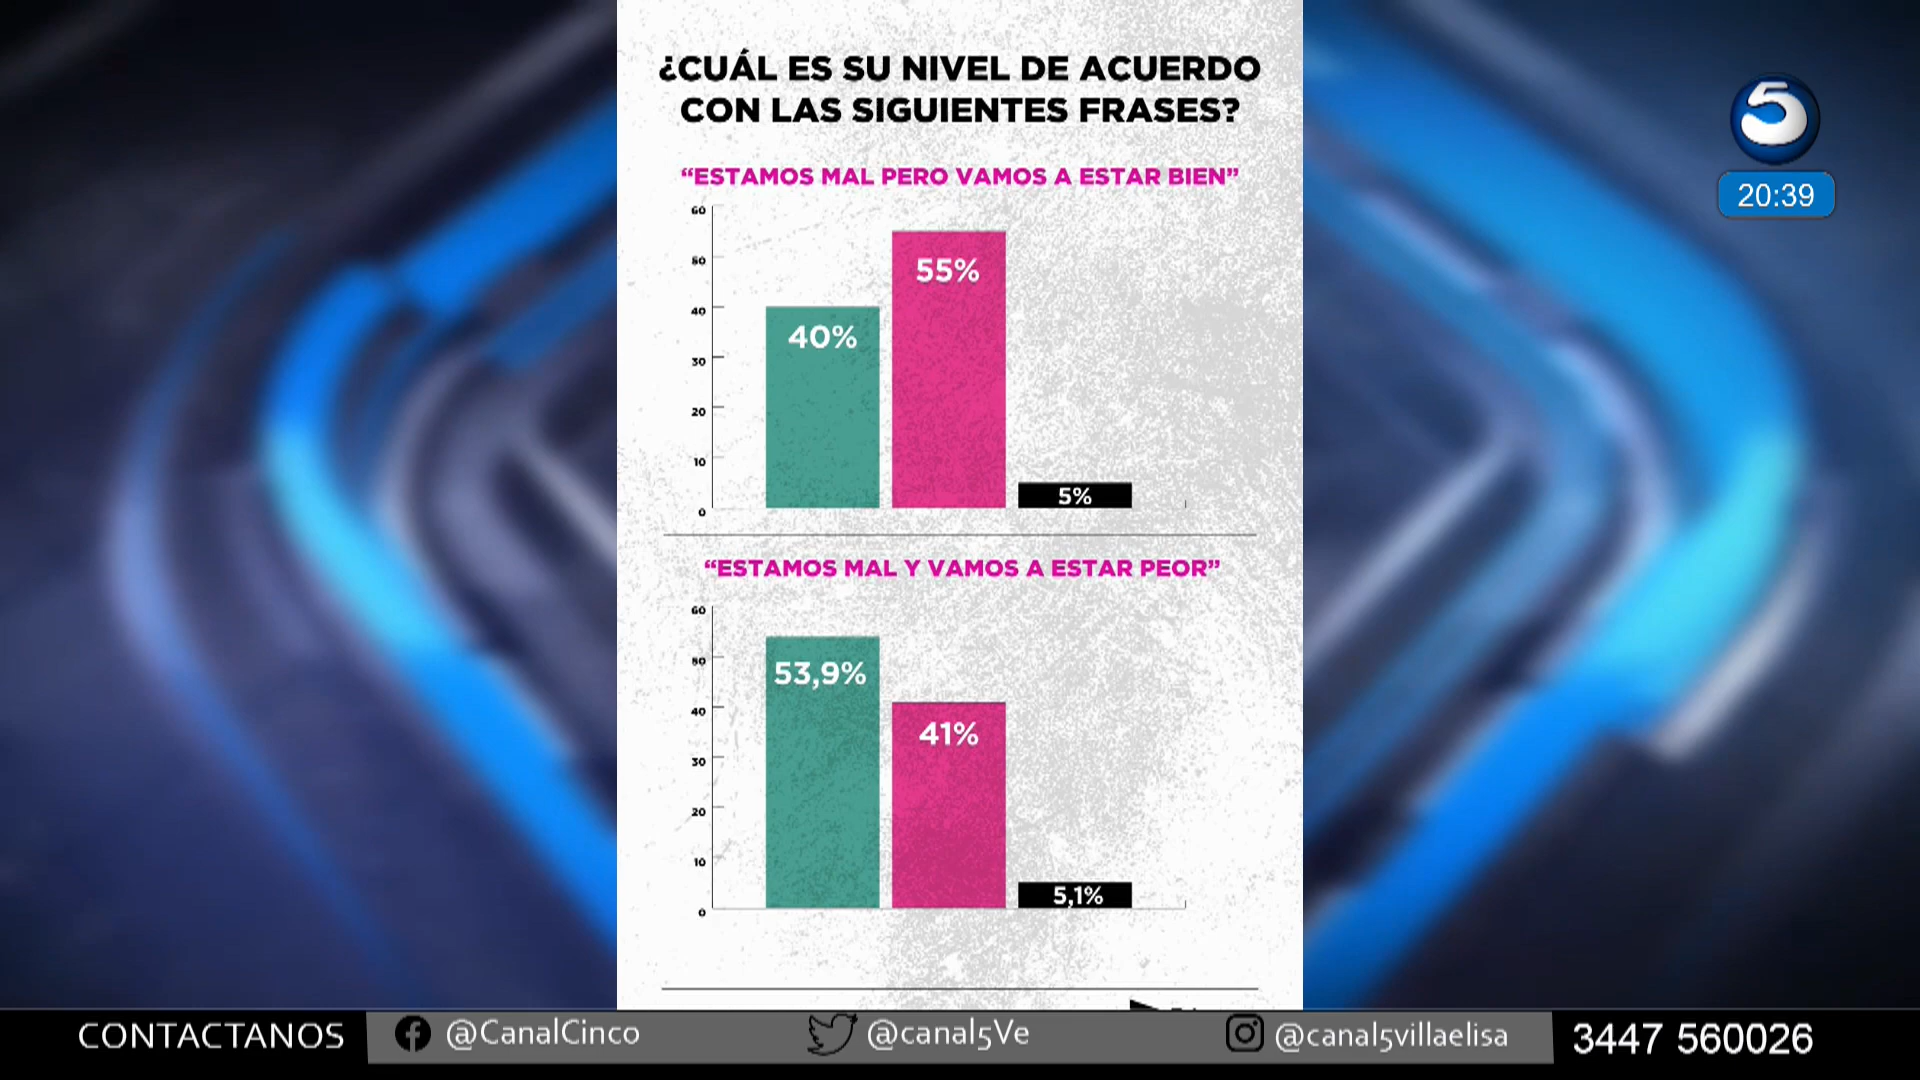 ¿CUÁL ES SU NIVEL DE ACUERDO
CON LAS SIGUIENTES FRASES?
“ESTAMOS MAL PERO VAMOS A ESTAR BIEN”
60
50
40
30
20
10
0
40%
55%
5%
“ESTAMOS MAL Y VAMOS A ESTAR PEOR”
60
50
40
30
20
10
0
53,9%
41%
5,1%
5
20:39
CONTACTANOS
@CanalCinco
@canal5Ve
@canal5villaelisa
3447 560026